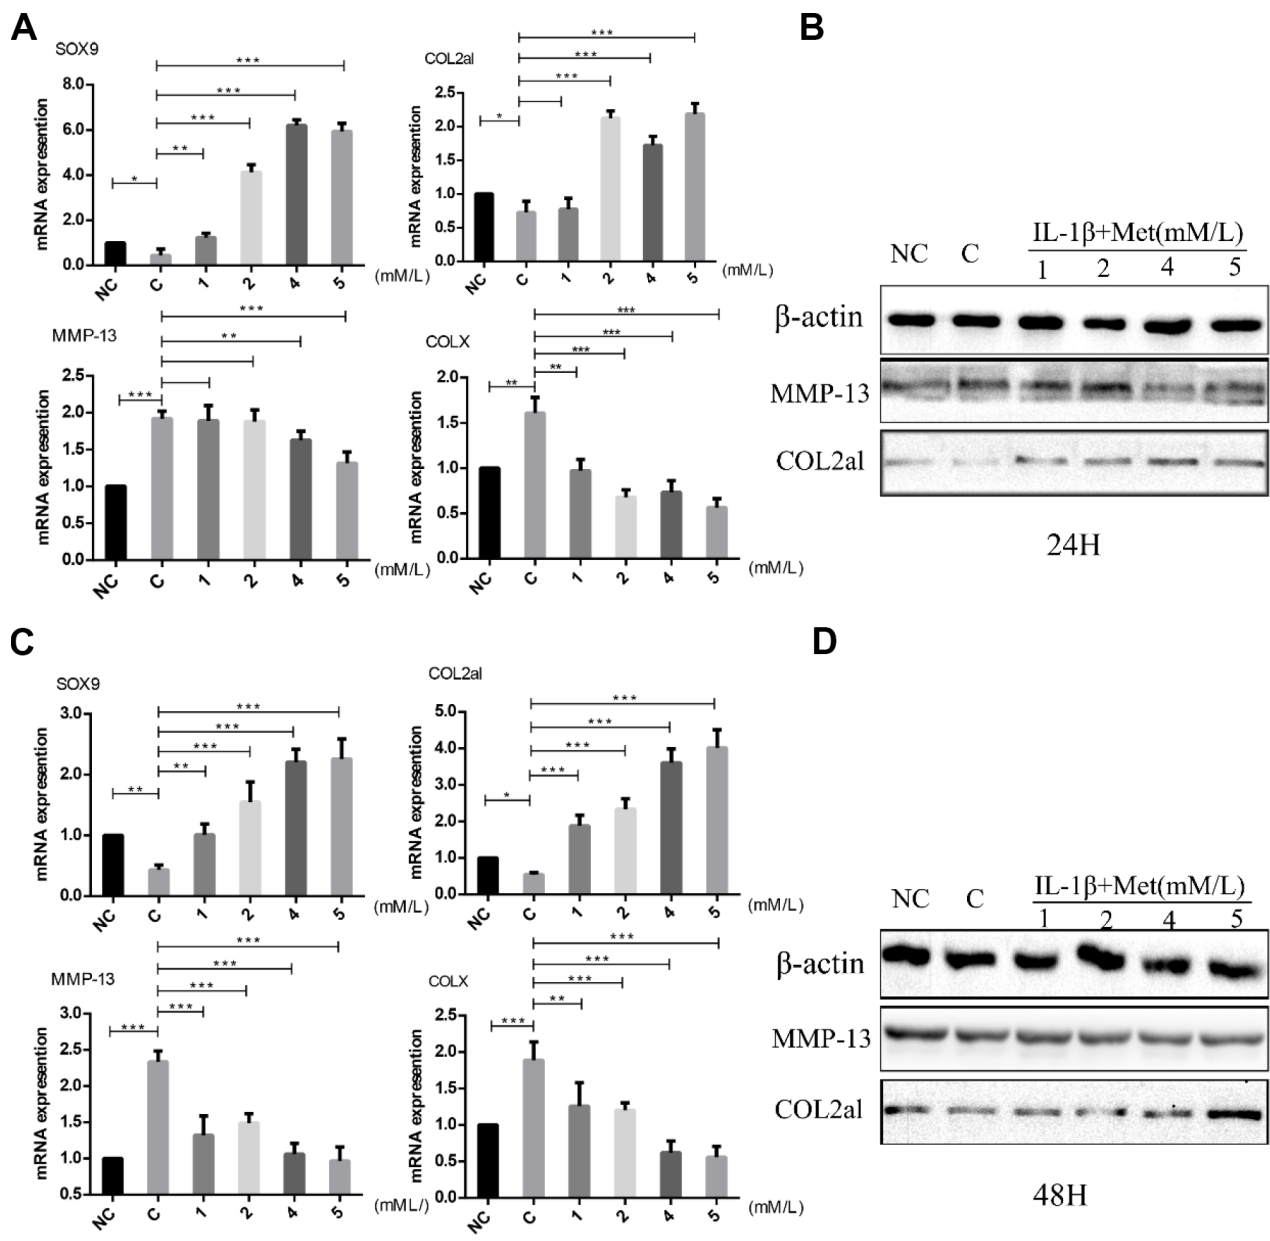 A
SOX9
***
***
***
**
*
mRNA expresention
8.0
6.0
4.0
2.0
0.0
NC C 1 2 4 5 (mM/L)
COL2al
***
***
***
*
mRNA expresention
2.5
2.0
1.5
1.0
0.5
0.0
NC C 1 2 4 5 (mM/L)
MMP-13
***
**
***
mRNA expresention
2.5
2.0
1.5
1.0
0.5
0.0
NC C 1 2 4 5 (mM/L)
COLX
***
***
***
**
**
mRNA expresention
2.0
1.5
1.0
0.5
0.0
NC C 1 2 4 5 (mM/L)
B
IL-1β+Met(mM/L)
NC C 1 2 4 5
β-actin
MMP-13
COL2al
24H
C
SOX9
***
***
***
**
**
mRNA expresention
3.0
2.0
1.0
0.0
NC C 1 2 4 5 (mM/L)
COL2al
***
***
***
***
*
mRNA expresention
5.0
4.0
3.0
2.0
1.0
0.0
NC C 1 2 4 5 (mM/L)
MMP-13
***
***
***
***
***
mRNA expresention
3.0
2.5
2.0
1.5
1.0
0.5
NC C 1 2 4 5 (mML/)
COLX
***
***
***
**
***
mRNA expresention
2.5
2.0
1.5
1.0
0.5
0.0
NC C 1 2 4 5 (mM/L)
D
IL-1β+Met(mM/L)
NC C 1 2 4 5
β-actin
MMP-13
COL2al
48H